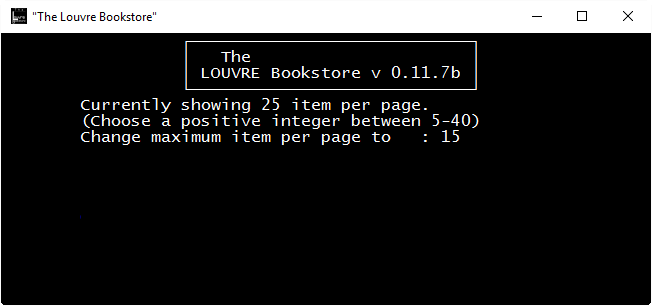 "The Louvre Bookstore"
The
LOUVRE Bookstore v 0.11.7b
Currently showing 25 item per page.
(Choose a positive integer between 5-40)
Change maximum item per page to : 15